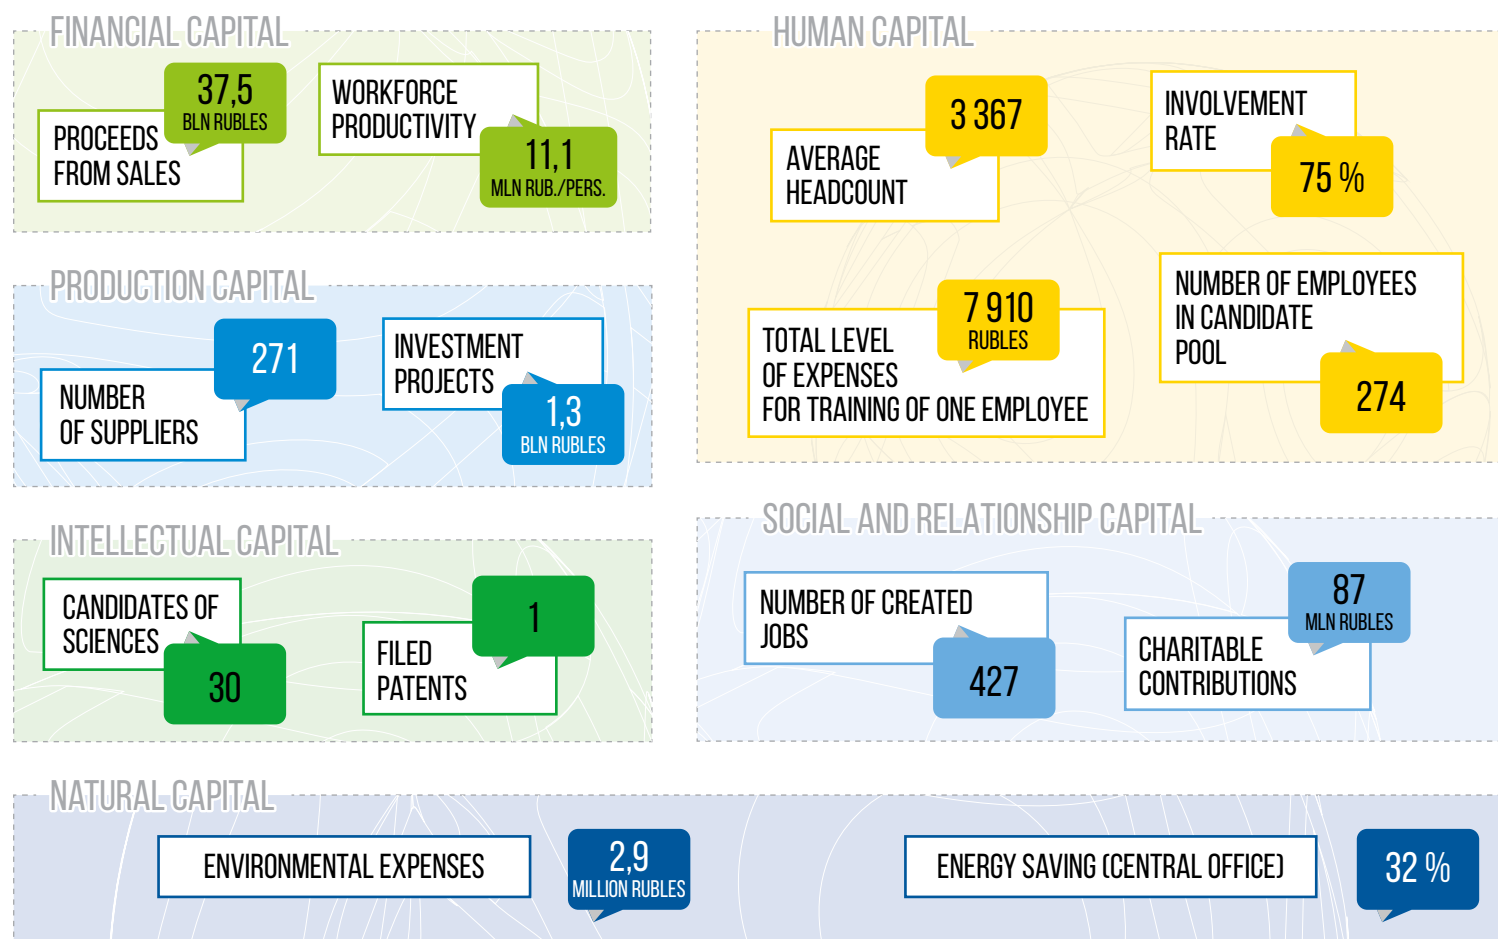 FINANCIAL CAPITAL
37,5
BLN RUBLES
PROCEEDS
FROM SALES
WORKFORCE
PRODUCTIVITY
11,1
MLN RUB./PERS.
HUMAN CAPITAL
3 367
AVERAGE
HEADCOUNT
INVOLVEMENT
RATE
75 %
7 910
RUBLES
TOTAL LEVEL
OF EXPENSES
FOR TRAINING OF ONE EMPLOYEE
NUMBER OF EMPLOYEES
IN CANDIDATE
POOL
274
PRODUCTION CAPITAL
271
NUMBER
OF SUPPLIERS
INVESTMENT
PROJECTS
1,3
BLN RUBLES
INTELLECTUAL CAPITAL
CANDIDATES OF
SCIENCES
30
1
FILED
PATENTS
SOCIAL AND RELATIONSHIP CAPITAL
NUMBER OF CREATED
JOBS
427
87
MLN RUBLES
CHARITABLE
CONTRIBUTIONS
NATURAL CAPITAL
ENVIRONMENTAL EXPENSES
2,9
MILLION RUBLES
ENERGY SAVING (CENTRAL OFFICE)
32 %